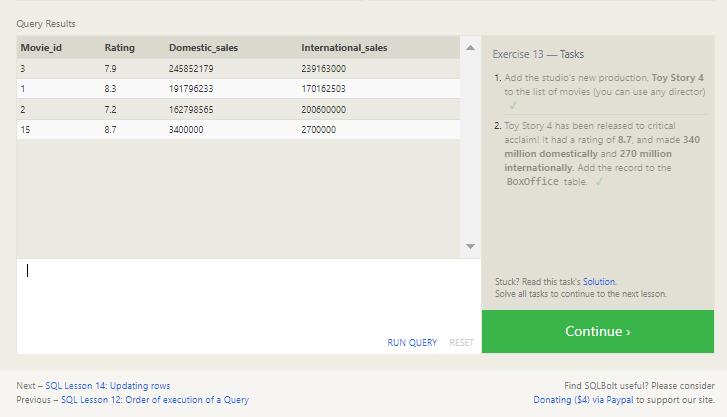 Query Results
Movie_id Rating Domestic_sales International_sales
3 7.9 245852179 239163000
1 8.3 191796233 170162503
2 7.2 162798565 200600000
15 8.7 3400000 2700000
RUN QUERY RESET
Exercise 13 — Tasks
1. Add the studio's new production, Toy Story 4
to the list of movies (you can use any director)
✓
2. Toy Story 4 has been released to critical
acclaim! It had a rating of 8.7, and made 340
million domestically and 270 million
internationally. Add the record to the
BoxOffice table. ✓
Stuck? Read this task's Solution.
Solve all tasks to continue to the next lesson.
Continue ›
Next – SQL Lesson 14: Updating rows
Previous – SQL Lesson 12: Order of execution of a Query
Find SQLBolt useful? Please consider
Donating ($4) via Paypal to support our site.